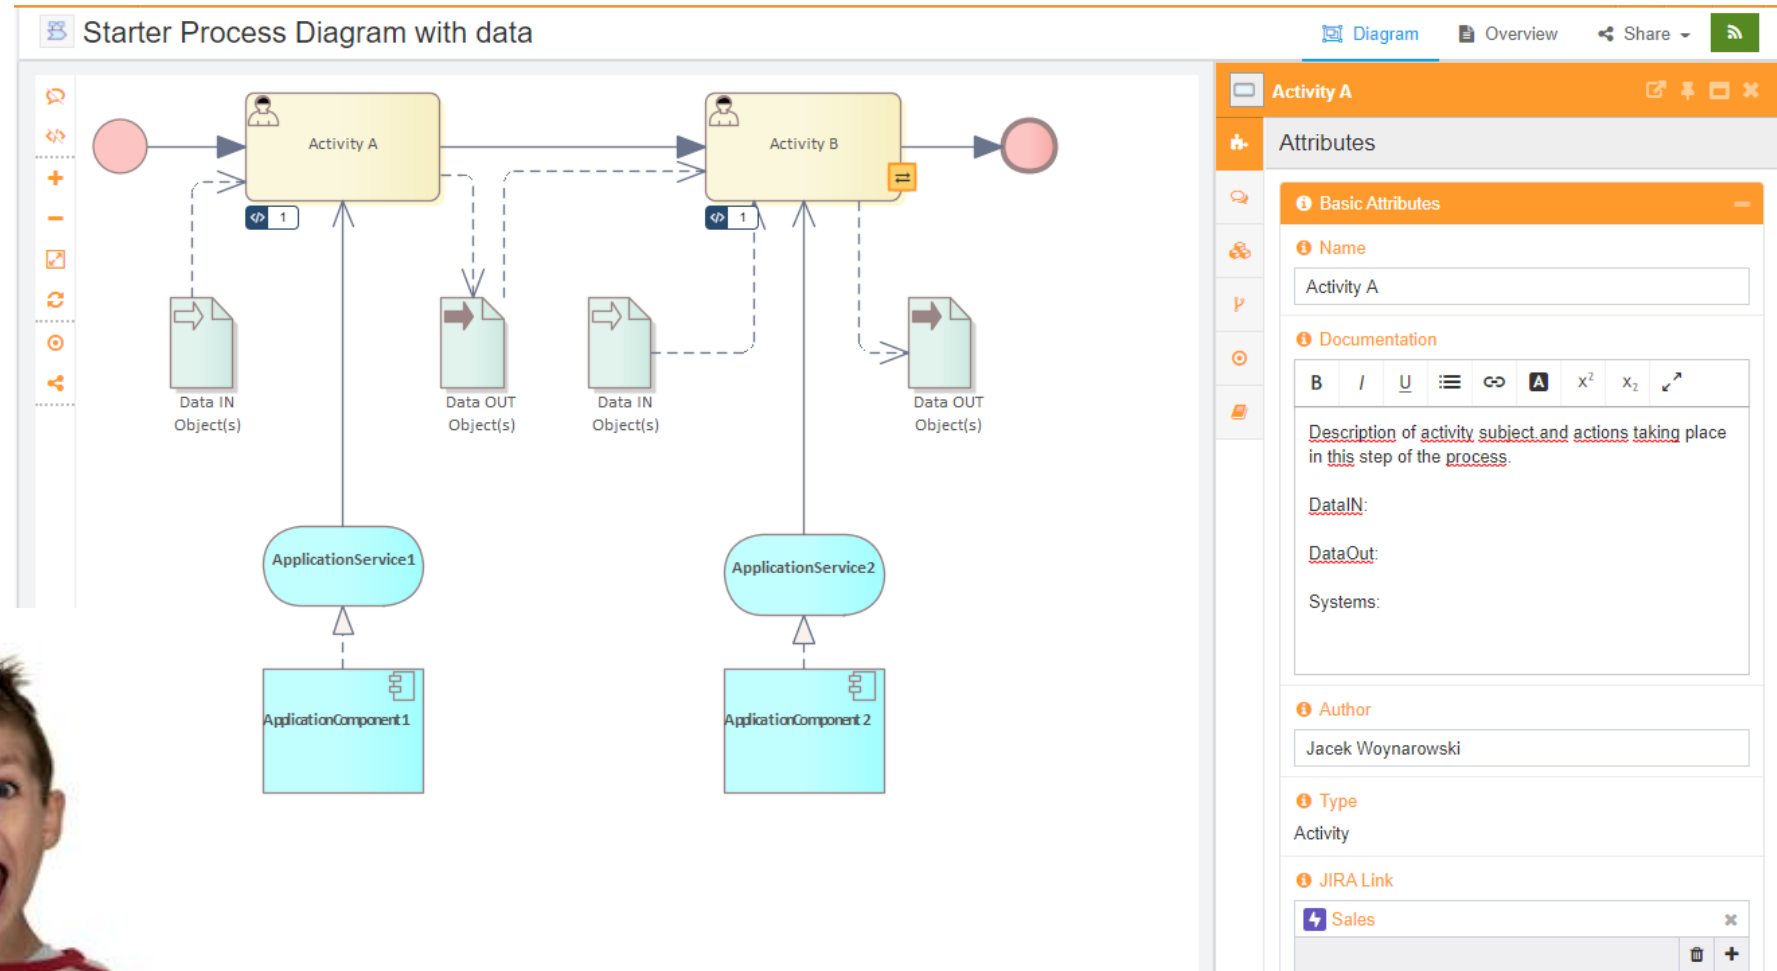 Starter Process Diagram with data
Diagram
Overview
Share
Activity A
Activity B
1
1
Data IN
Object(s)
Data OUT
Object(s)
Data IN
Object(s)
Data OUT
Object(s)
ApplicationService1
ApplicationService2
ApplicationComponent1
ApplicationComponent2
Activity A
Attributes
Basic Attributes
Name
Activity A
Documentation
B I U A x² x₂
Description of activity subject.and actions taking place
in this step of the process.
DataIN:
DataOut:
Systems:
Author
Jacek Woynarowski
Type
Activity
JIRA Link
Sales